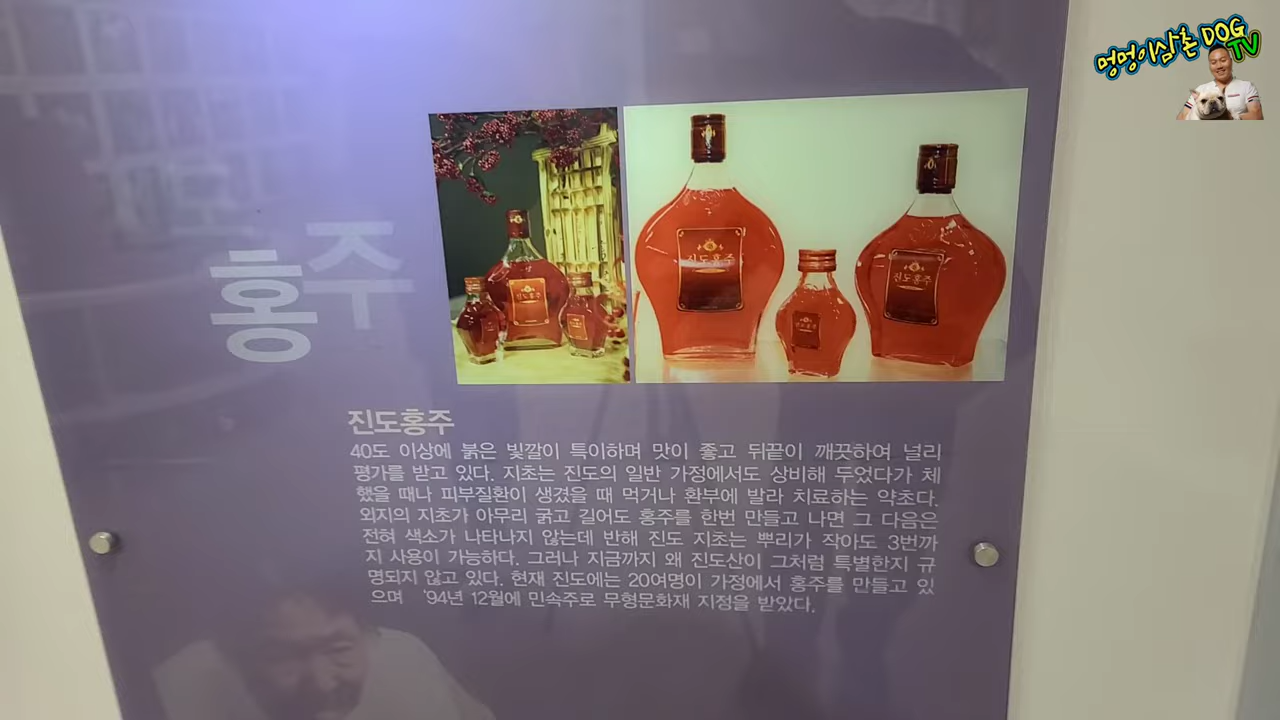 멍멍이삼촌 DOG TV
홍주
진도홍주
진도홍주
진도홍주
진도홍주
40도 이상에 붉은 빛깔이 특이하며 맛이 좋고 뒤끝이 깨끗하여 널리
평가를 받고 있다. 지초는 진도의 일반 가정에서도 상비해 두었다가 체
했을 때나 피부질환이 생겼을 때 먹거나 환부에 발라 치료하는 약초다.
외지의 지초가 아무리 굵고 길어도 홍주를 한번 만들고 나면 그 다음은
전혀 색소가 나타나지 않는데 반해 진도 지초는 뿌리가 작아도 3번까
지 사용이 가능하다. 그러나 지금까지 왜 진도산이 그처럼 특별한지 규
명되지 않고 있다. 현재 진도에는 20여명이 가정에서 홍주를 만들고 있
으며 '94년 12월에 민속주로 무형문화재 지정을 받았다.